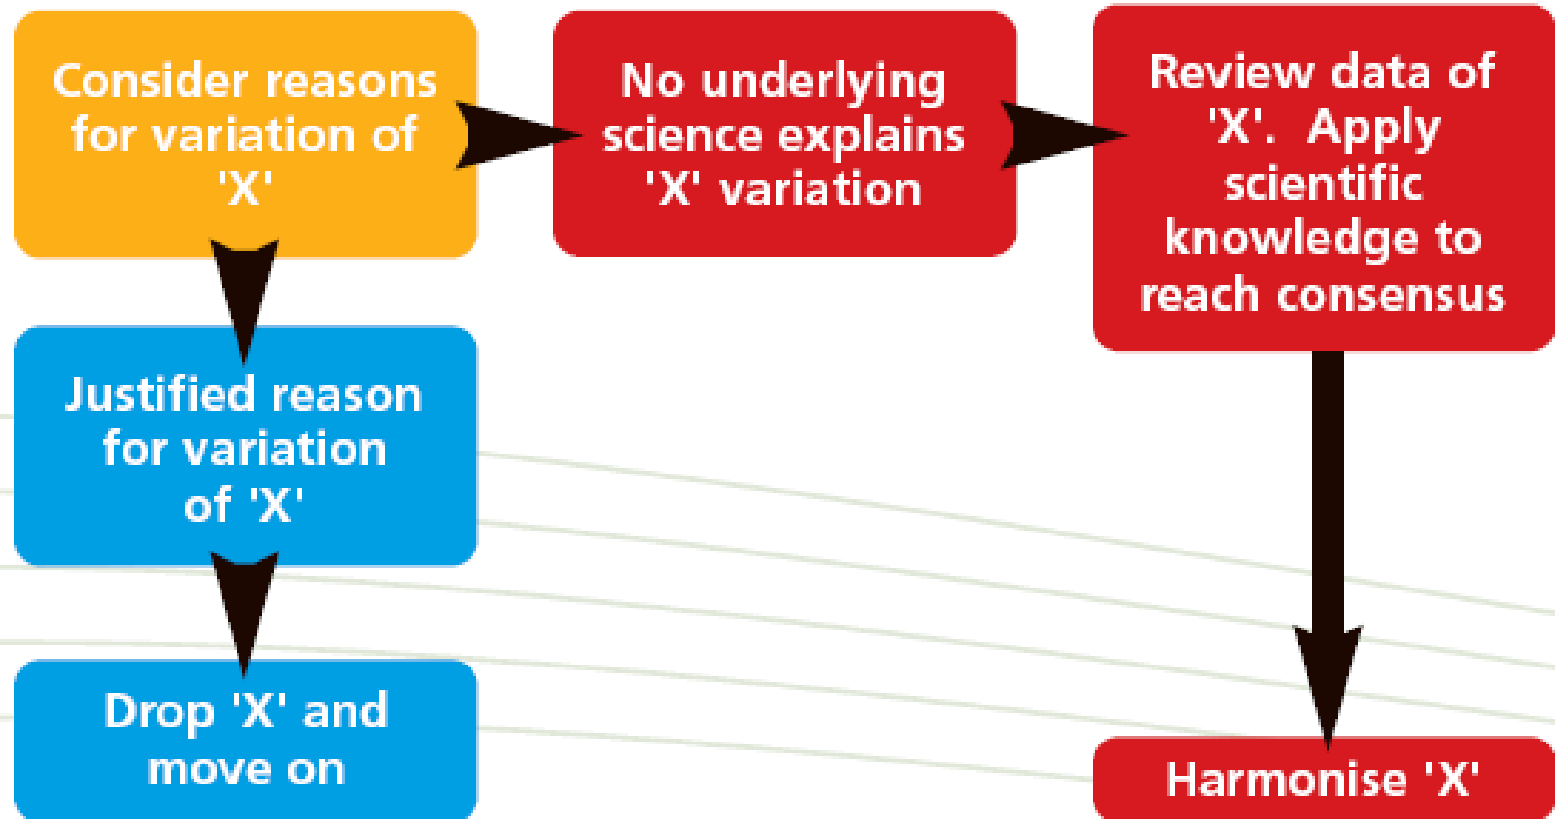 Consider reasons
for variation of
'X'
No underlying
science explains
'X' variation
Review data of
'X'.  Apply
scientific
knowledge to
reach consensus
Justified reason
for variation
of 'X'
Drop 'X' and
move on
Harmonise 'X'